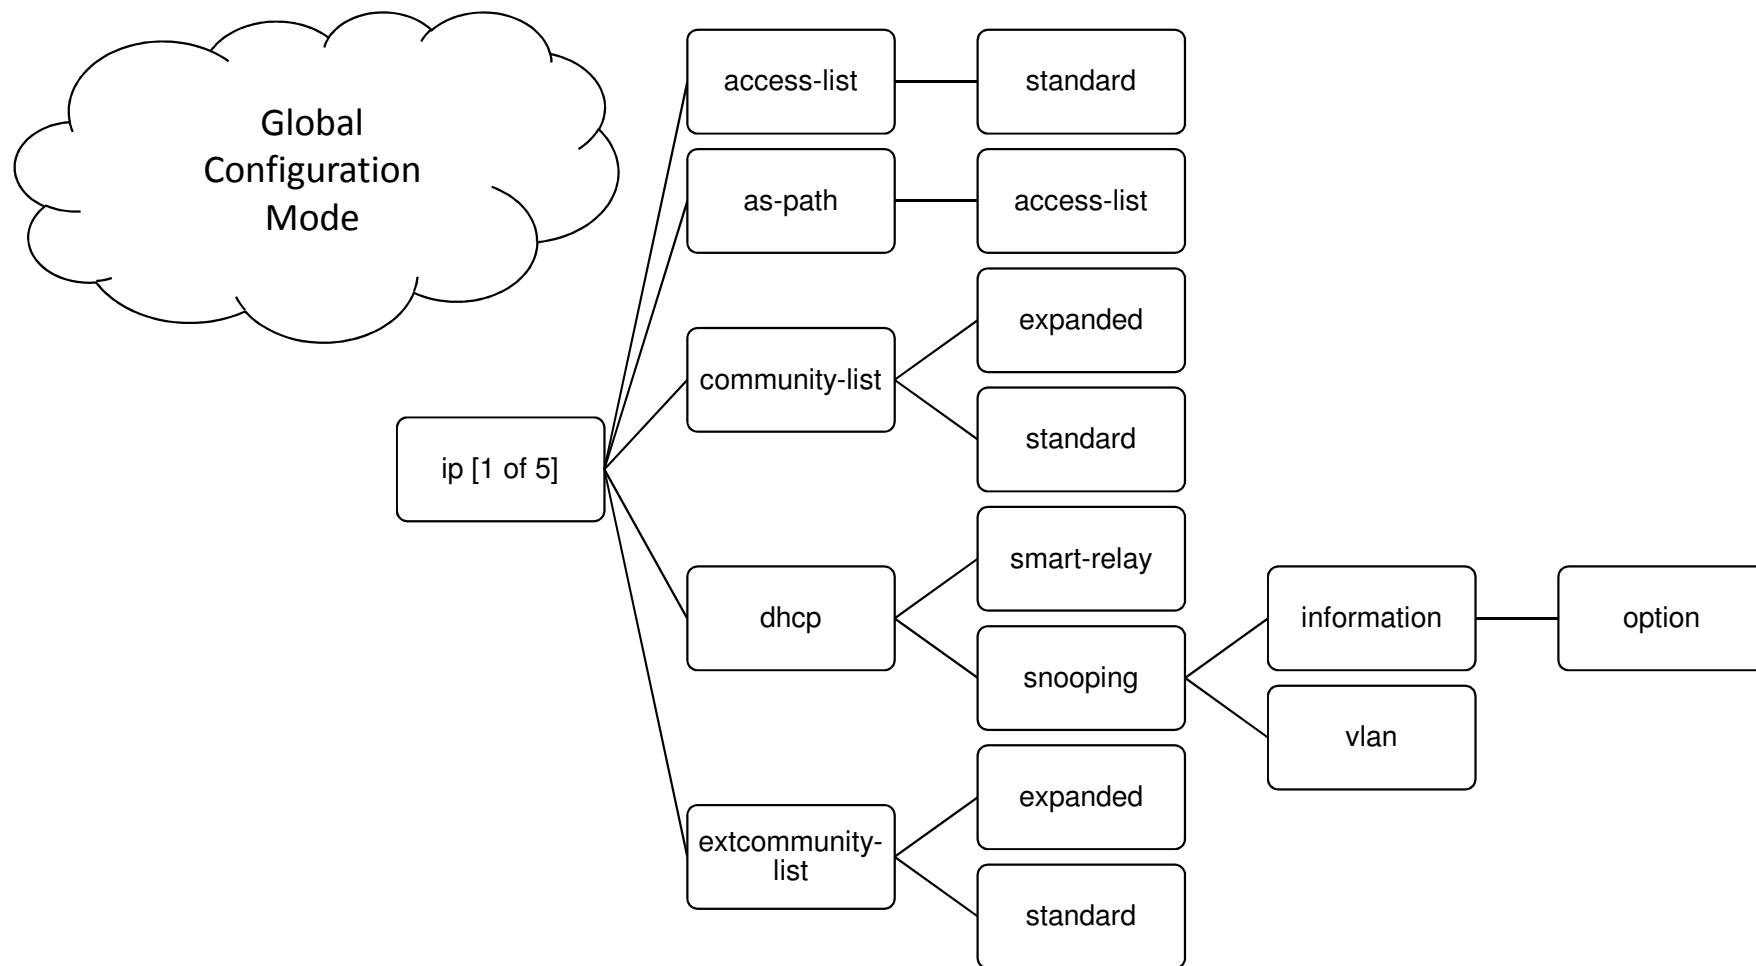 Global
Configuration
Mode
ip [1 of 5]
access-list
standard
as-path
access-list
community-list
expanded
standard
dhcp
smart-relay
snooping
information
option
vlan
extcommunity-
list
expanded
standard